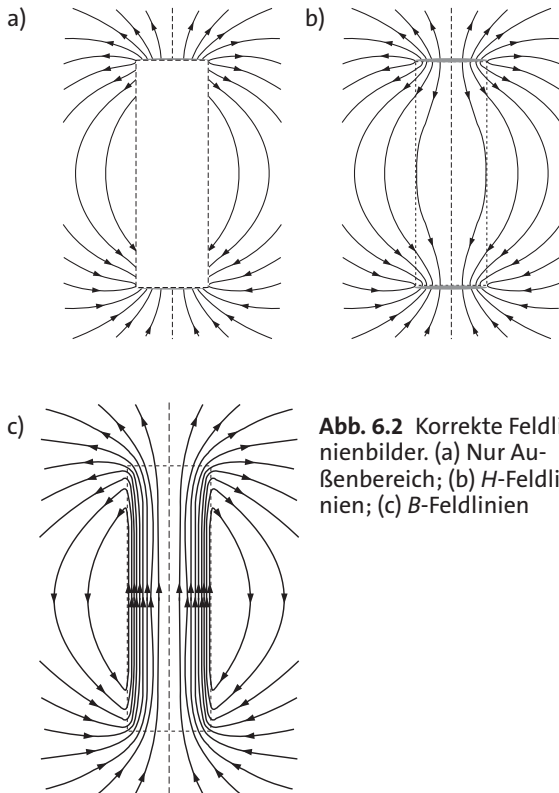 a)
b)
c)
Abb. 6.2 Korrekte Feldli-
nienbilder. (a) Nur Au-
ßenbereich; (b) H-Feldli-
nien; (c) B-Feldlinien